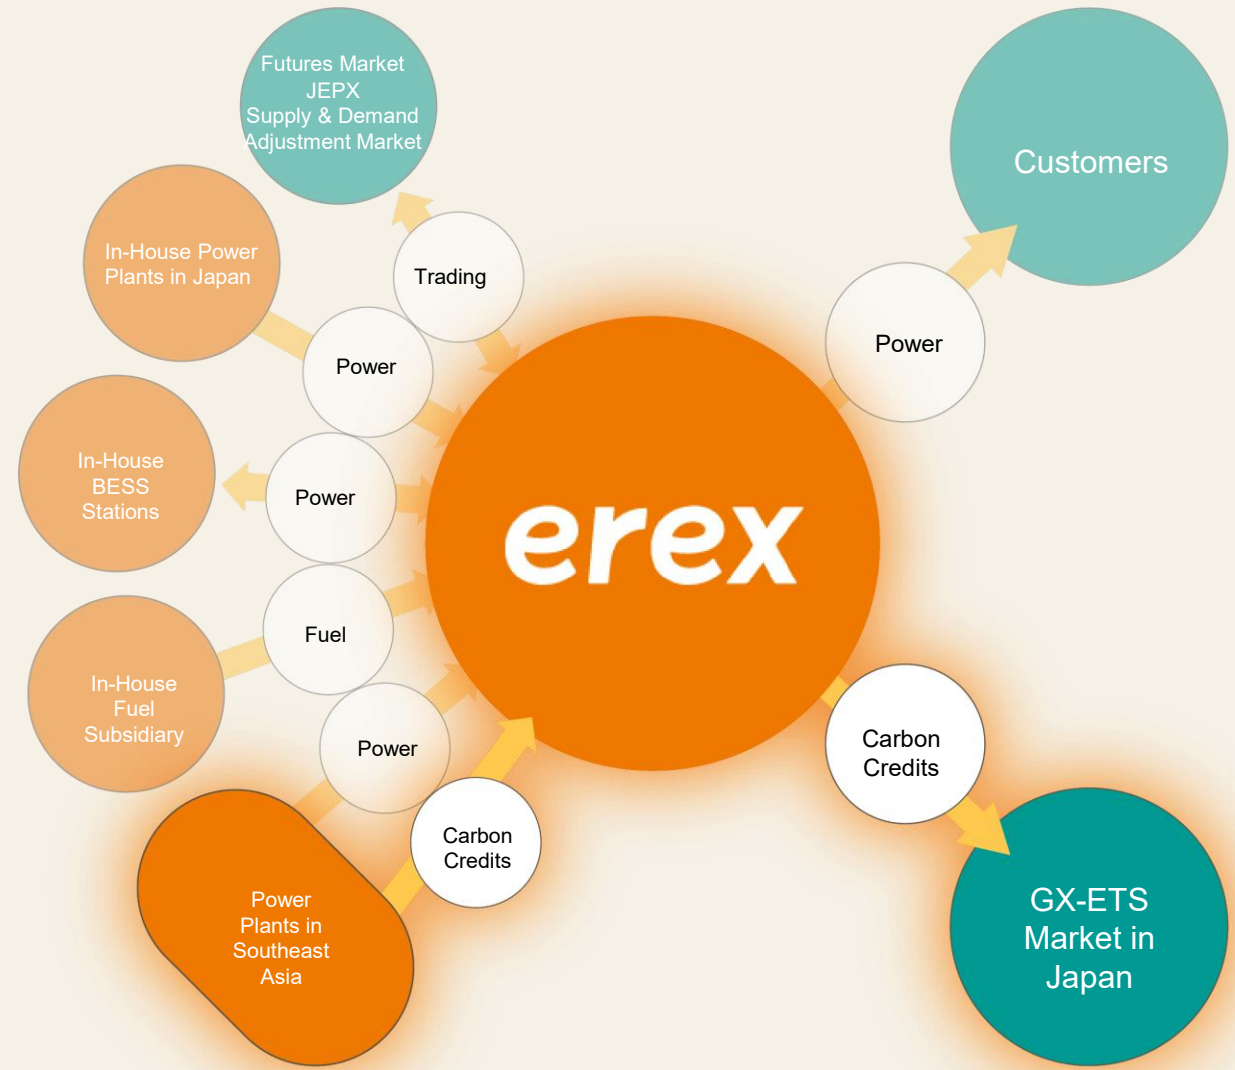 Futures Market
JEPX
Supply & Demand
Adjustment Market
Customers
In-House Power
Plants in Japan
Trading
Power
Power
In-House
BESS
Stations
Power
erex
Fuel
In-House
Fuel
Subsidiary
Power
Carbon
Credits
Carbon
Credits
Power
Plants in
Southeast
Asia
GX-ETS
Market in
Japan